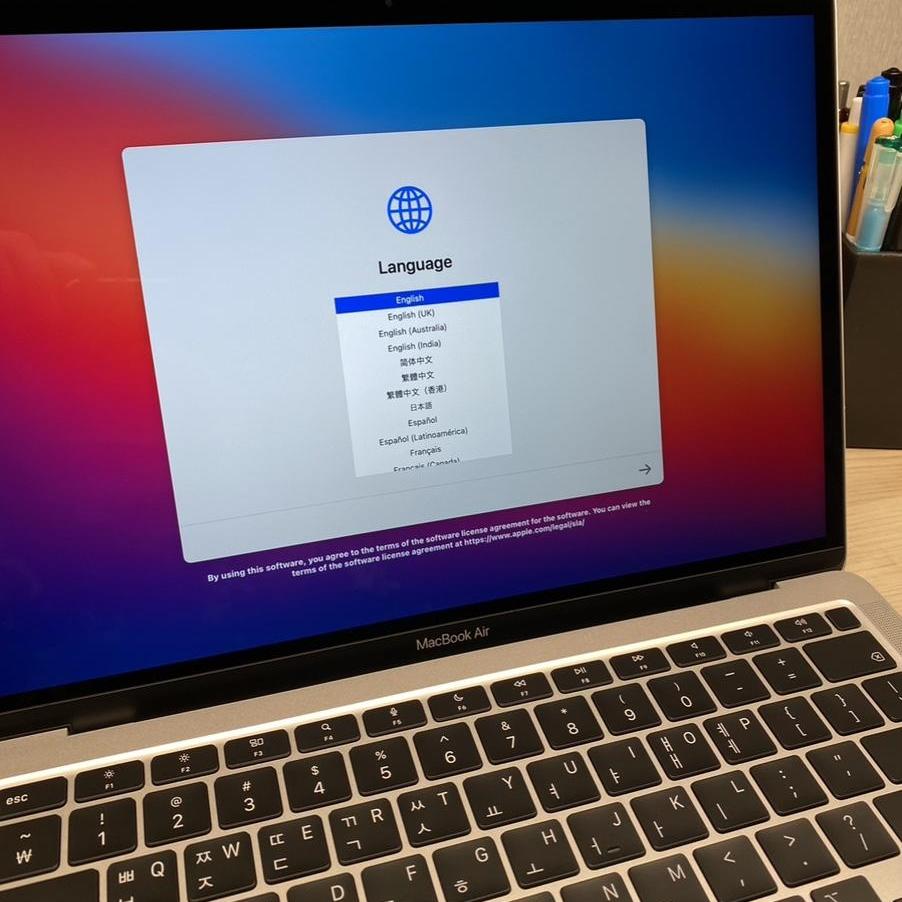 Language
English
English (UK)
English (Australia)
English (India)
简体中文
繁體中文
繁體中文（香港）
日本語
Español
Español (Latinoamérica)
Français
Français (Canada)
→
By using this software, you agree to the terms of the software license agreement for the software. You can view the
terms of the software license agreement at https://www.apple.com/legal/sla/
MacBook Air
esc F1 F2 F3 F4 F5 F6 F7 F8 F9 F10 F11 F12
~ ₩ ! 1 @ 2 # 3 $ 4 % 5 ^ 6 & 7 * 8 ( 9 ) 0 _ - + =
ㅃ ㅂ Q ㅉ ㅈ W ㄸ ㄷ E ㄲ ㄱ R ㅆ ㅅ T ㅛ Y ㅕ U ㅑ I ㅒ ㅐ O ㅖ ㅔ P { [ } ]
D F ㅎ G ㅗ H ㅓ J ㅏ K ㅣ L : ; " '
N M < , > . ? /